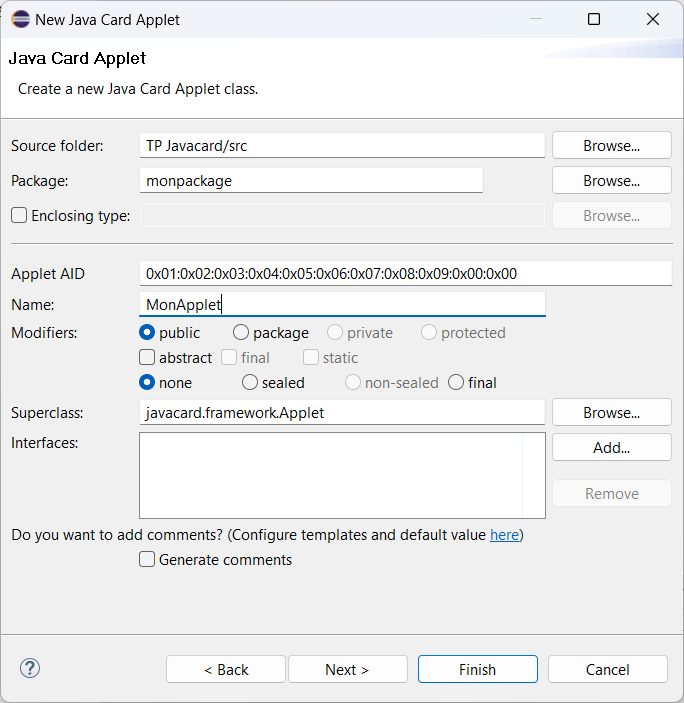 New Java Card Applet
Java Card Applet
Create a new Java Card Applet class.
Source folder: TP Javacard/src Browse...
Package: monpackage Browse...
Enclosing type: Browse...
Applet AID 0x01:0x02:0x03:0x04:0x05:0x06:0x07:0x08:0x09:0x00:0x00
Name: MonApplet
Modifiers: public package private protected
abstract final static
none sealed non-sealed final
Superclass: javacard.framework.Applet Browse...
Interfaces: Add...
Remove
Do you want to add comments? (Configure templates and default value here)
Generate comments
? < Back Next > Finish Cancel